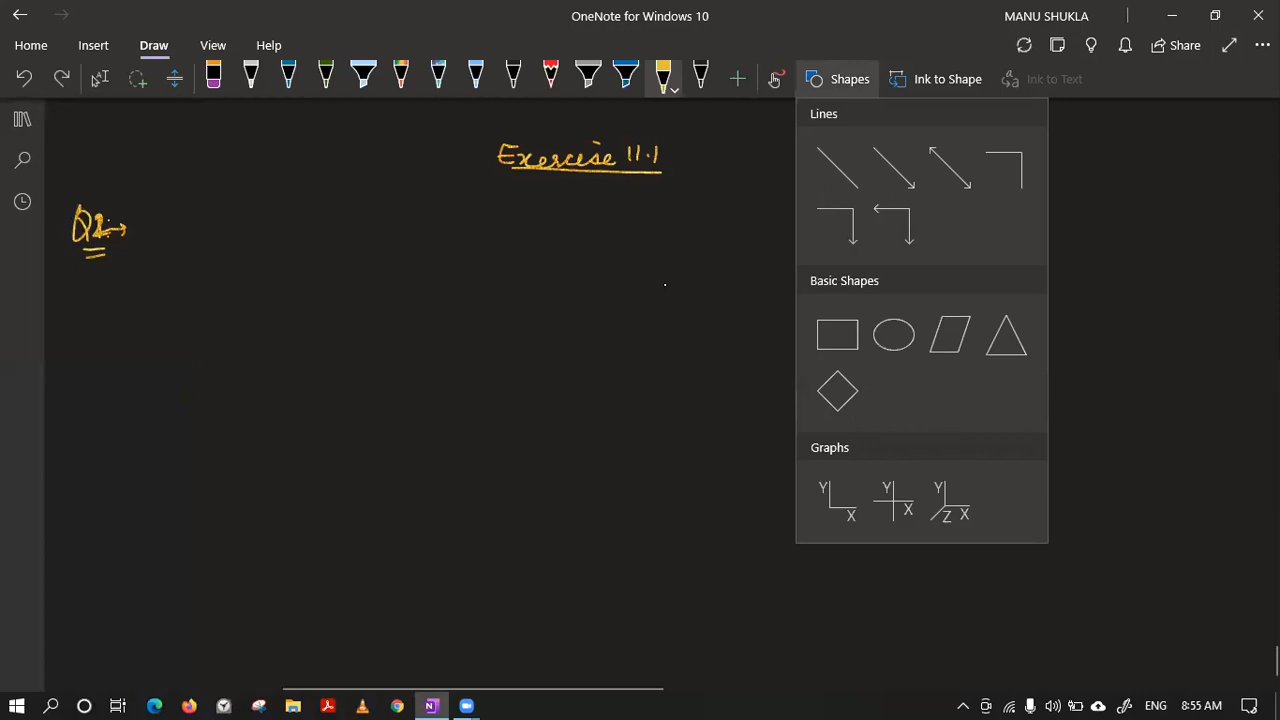 OneNote for Windows 10
MANU SHUKLA
Home Insert Draw View Help
Share
Shapes Ink to Shape Ink to Text
Lines
Exercise 11.1
Basic Shapes
Graphs
Y X Y X Y Z X
ENG 8:55 AM